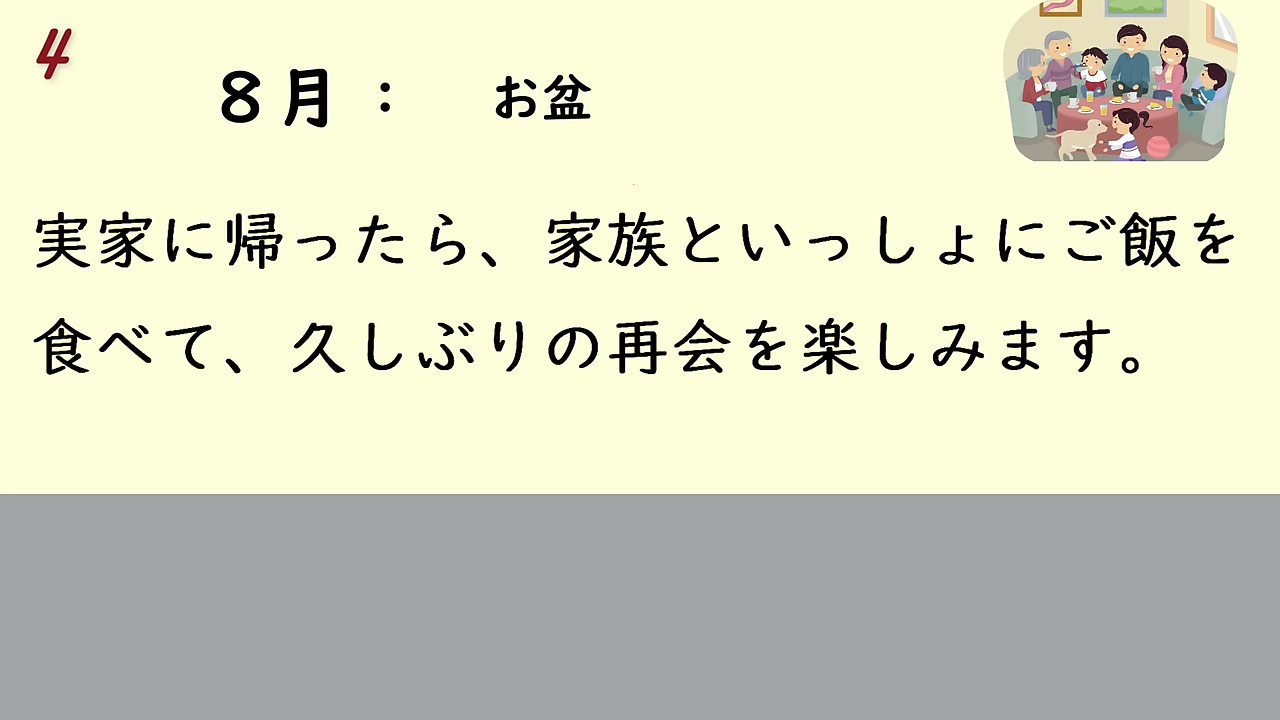 4
８月： お盆
実家に帰ったら、家族といっしょにご飯を
食べて、久しぶりの再会を楽しみます。